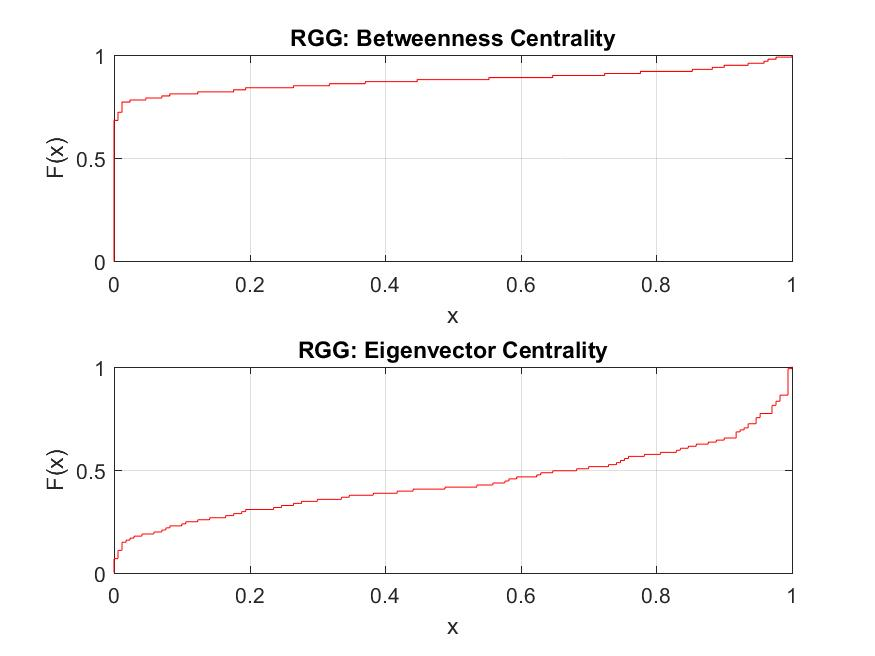 RGG: Betweenness Centrality
1
0.5
0
F(x)
0 0.2 0.4 0.6 0.8 1
x
RGG: Eigenvector Centrality
1
0.5
0
F(x)
0 0.2 0.4 0.6 0.8 1
x